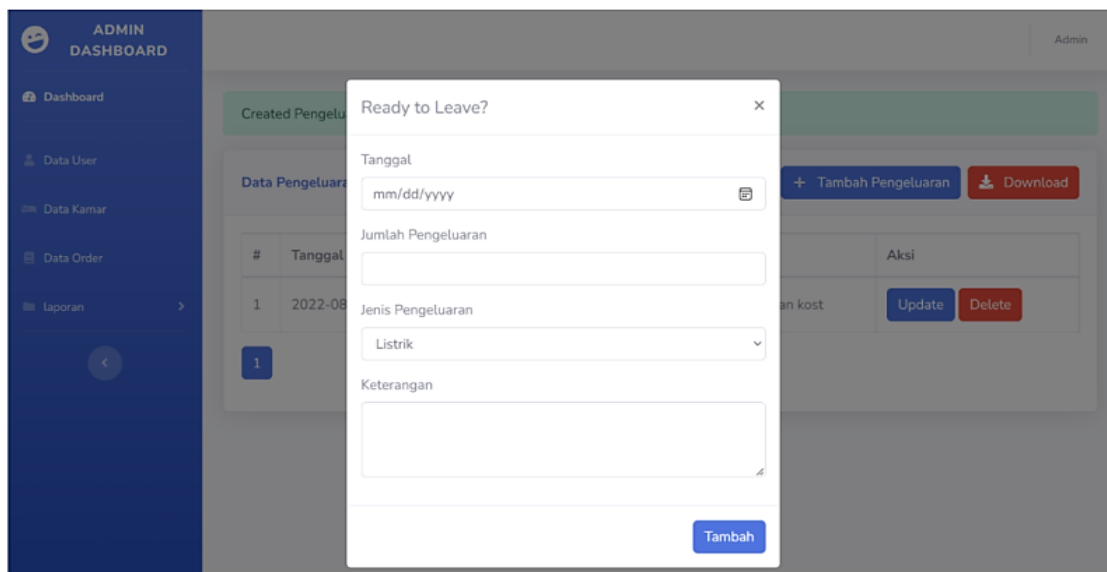 ADMIN
DASHBOARD
Admin
Dashboard
Data User
Data Kamar
Data Order
laporan
Created Pengelu
Data Pengeluara
+ Tambah Pengeluaran
Download
# Tanggal Aksi
1 2022-08 an kost Update Delete
1
Ready to Leave? ×
Tanggal
mm/dd/yyyy
Jumlah Pengeluaran
Jenis Pengeluaran
Listrik
Keterangan
Tambah